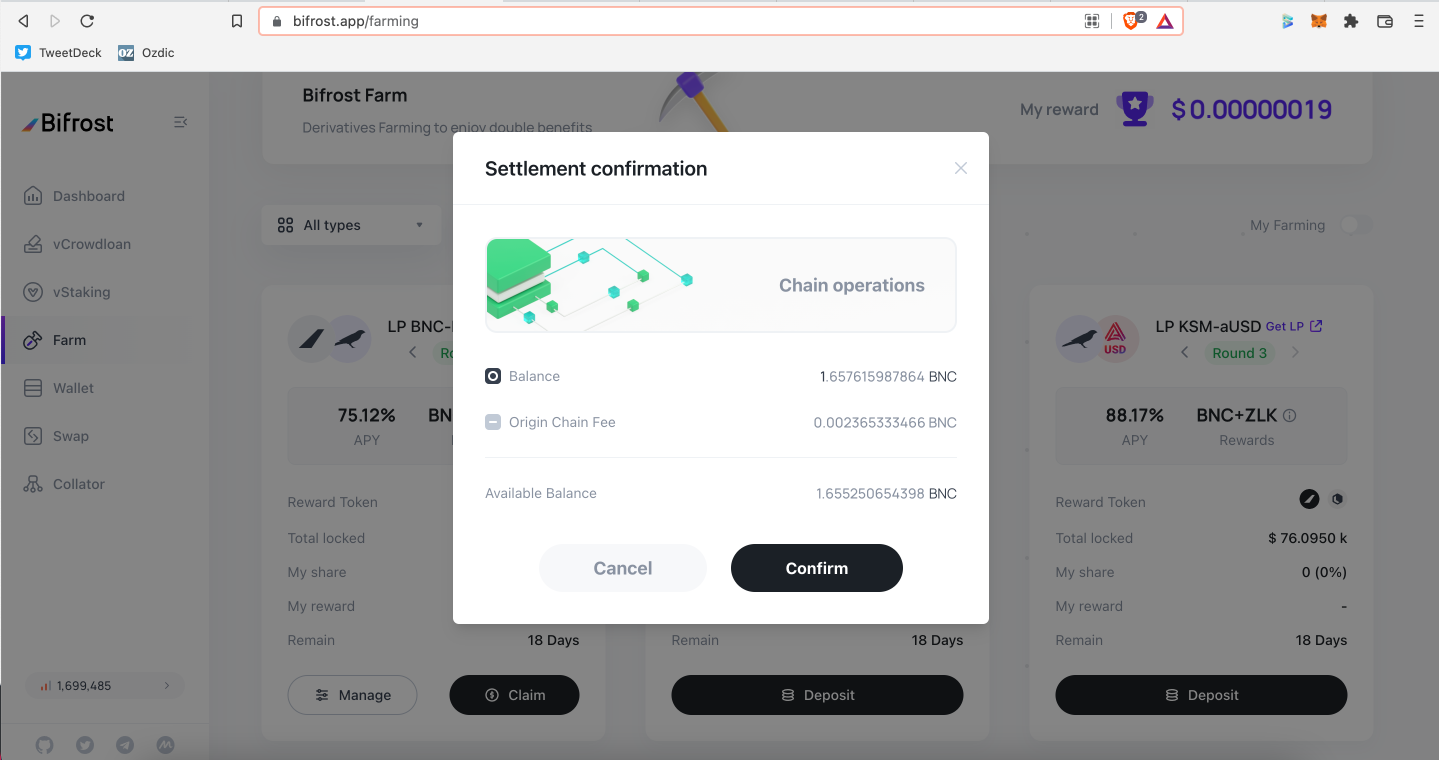 bifrost.app/farming
2
TweetDeck
OZ Ozdic
Bifrost
Dashboard
vCrowdloan
vStaking
Farm
Wallet
Swap
Collator
1,699,485
Bifrost Farm
Derivatives Farming to enjoy double benefits
My reward
$ 0.00000019
All types
My Farming
LP BNC-
Ro
75.12%
BN
APY
Reward Token
Total locked
My share
My reward
Remain
18 Days
Manage
Claim
Settlement confirmation
Chain operations
Balance
1.657615987864 BNC
Origin Chain Fee
0.002365333466 BNC
Available Balance
1.655250654398 BNC
Cancel
Confirm
Remain
18 Days
Deposit
LP KSM-aUSD Get LP
USD
Round 3
88.17%
BNC+ZLK
APY
Rewards
Reward Token
Total locked
$ 76.0950 k
My share
0 (0%)
My reward
-
Remain
18 Days
Deposit